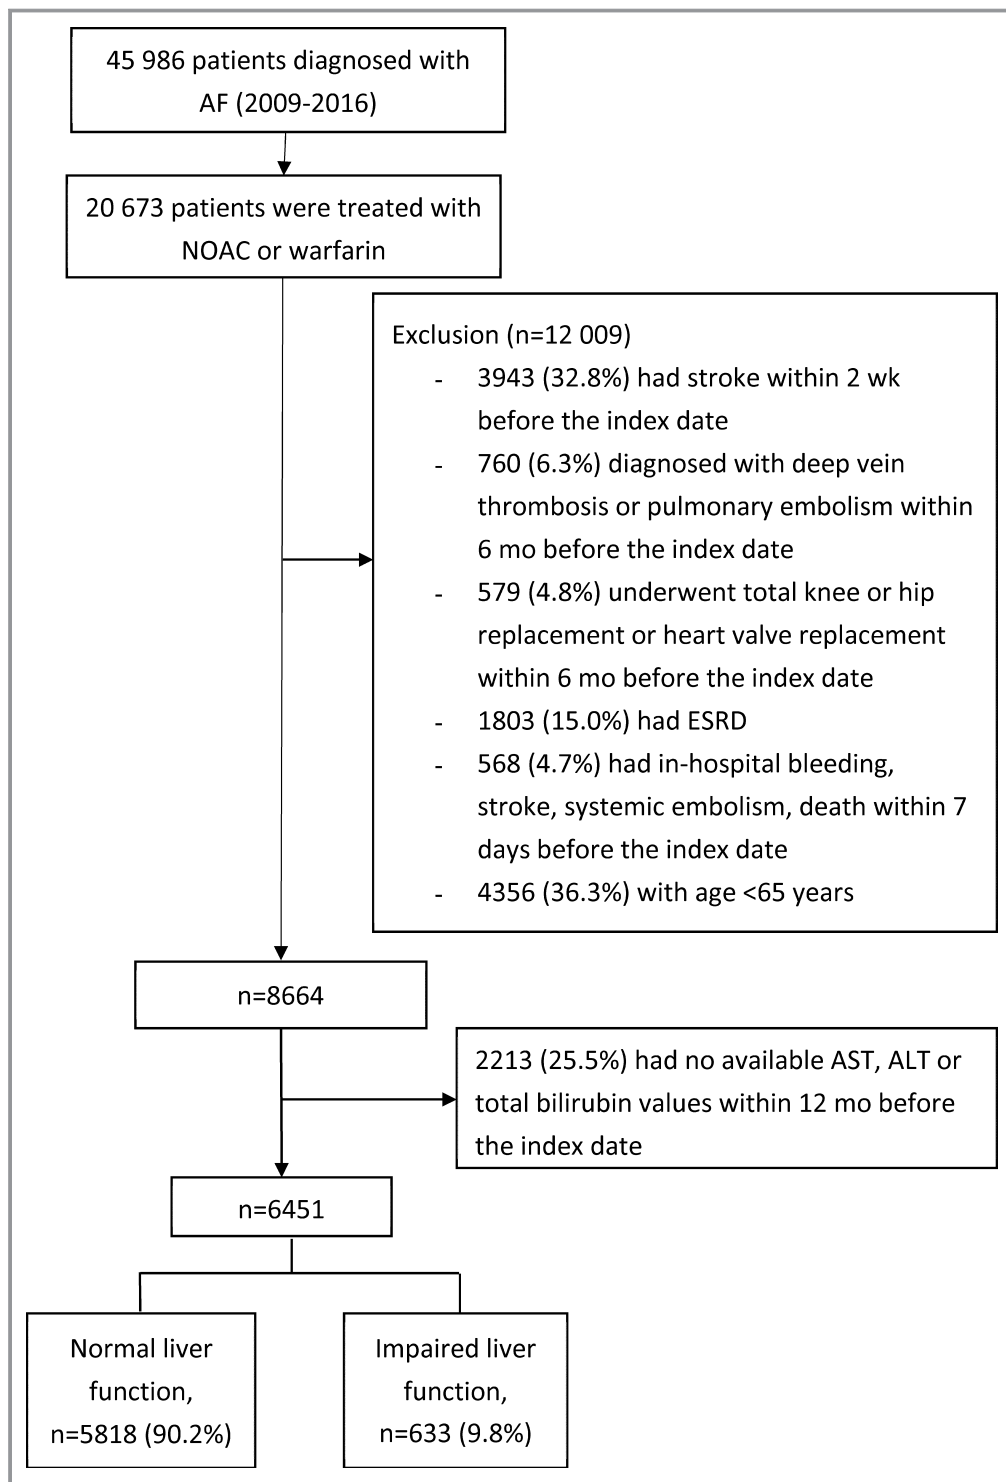 45 986 patients diagnosed with
AF (2009-2016)
20 673 patients were treated with
NOAC or warfarin
Exclusion (n=12 009)
- 3943 (32.8%) had stroke within 2 wk
before the index date
- 760 (6.3%) diagnosed with deep vein
thrombosis or pulmonary embolism within
6 mo before the index date
- 579 (4.8%) underwent total knee or hip
replacement or heart valve replacement
within 6 mo before the index date
- 1803 (15.0%) had ESRD
- 568 (4.7%) had in-hospital bleeding,
stroke, systemic embolism, death within 7
days before the index date
- 4356 (36.3%) with age <65 years
n=8664
2213 (25.5%) had no available AST, ALT or
total bilirubin values within 12 mo before
the index date
n=6451
Normal liver
function,
n=5818 (90.2%)
Impaired liver
function,
n=633 (9.8%)